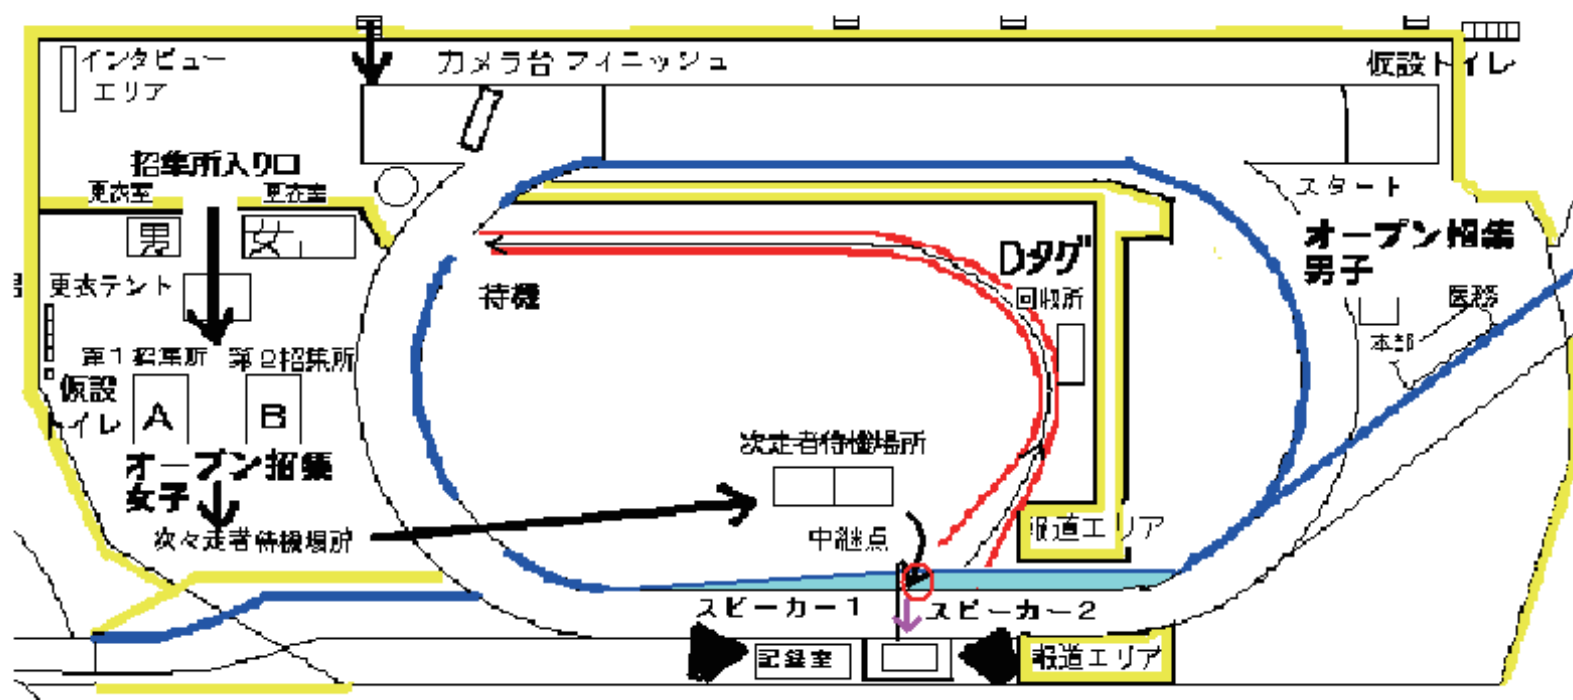 インタビュー
エリア
カメラ台 フィニッシュ
仮設トイレ
招集所入り口
更衣室
更衣室
男
女
スタート
オープン招集
男子
Dタグ
回収所
待機
更衣テント
医務
本部
第1招集所
第2招集所
仮設
トイレ
A
B
オープン招集
女子
次走者待機場所
次々走者待機場所
中継点
報道エリア
スピーカー1
スピーカー2
記録室
報道エリア